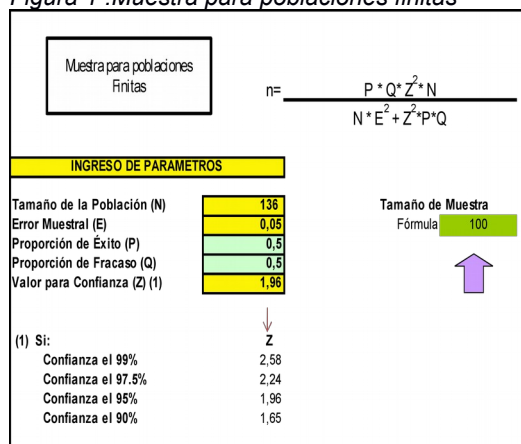 Figura 1 .Muestra para poblaciones finitas
Muestra para poblaciones
Finitas
n= P * Q* Z² * N
N * E² + Z²*P*Q
INGRESO DE PARAMETROS
Tamaño de la Población (N) 136
Error Muestral (E) 0,05
Proporción de Éxito (P) 0,5
Proporción de Fracaso (Q) 0,5
Valor para Confianza (Z) (1) 1,96
Tamaño de Muestra
Fórmula 100
(1) Si: Z
Confianza el 99% 2,58
Confianza el 97.5% 2,24
Confianza el 95% 1,96
Confianza el 90% 1,65